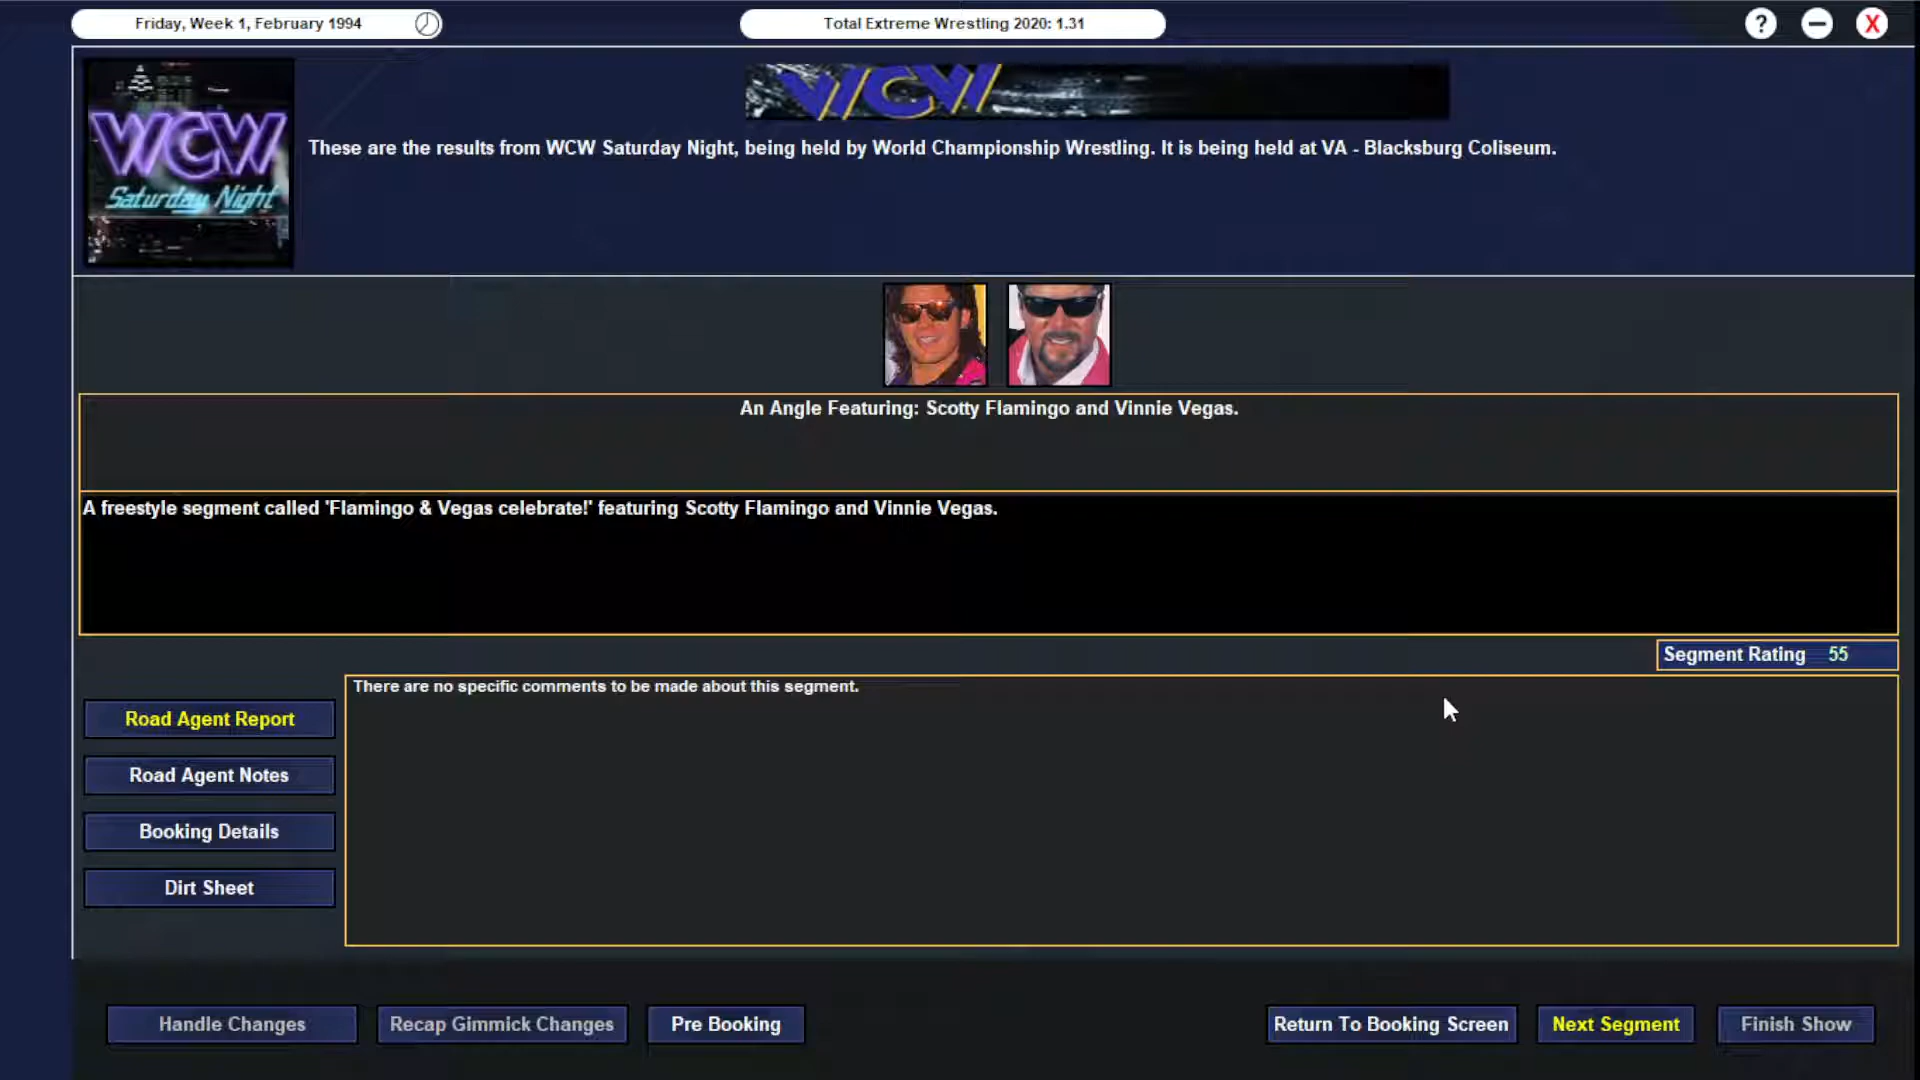 Friday, Week 1, February 1994
Total Extreme Wrestling 2020: 1.31
?
X
WCW
WCW
Saturday Night
These are the results from WCW Saturday Night, being held by World Championship Wrestling. It is being held at VA - Blacksburg Coliseum.
An Angle Featuring: Scotty Flamingo and Vinnie Vegas.
A freestyle segment called 'Flamingo & Vegas celebrate!' featuring Scotty Flamingo and Vinnie Vegas.
Segment Rating 55
There are no specific comments to be made about this segment.
Road Agent Report
Road Agent Notes
Booking Details
Dirt Sheet
Handle Changes
Recap Gimmick Changes
Pre Booking
Return To Booking Screen
Next Segment
Finish Show